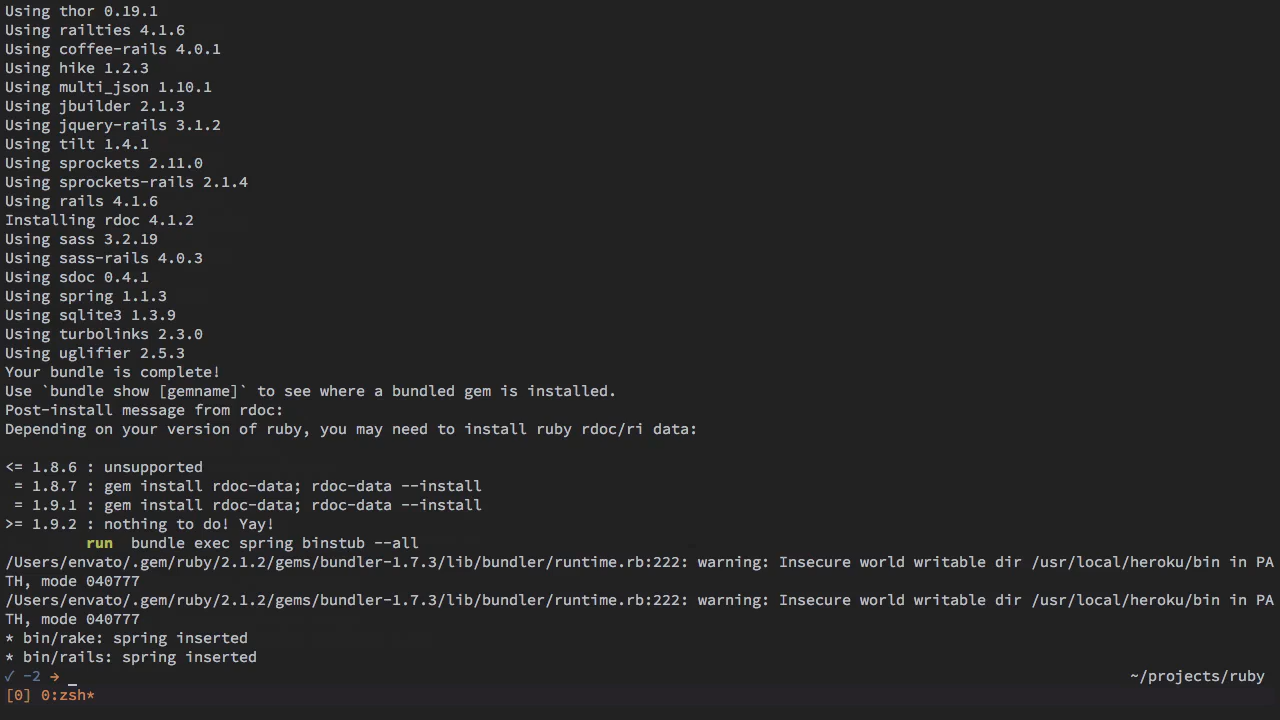 Using thor 0.19.1
Using railties 4.1.6
Using coffee-rails 4.0.1
Using hike 1.2.3
Using multi_json 1.10.1
Using jbuilder 2.1.3
Using jquery-rails 3.1.2
Using tilt 1.4.1
Using sprockets 2.11.0
Using sprockets-rails 2.1.4
Using rails 4.1.6
Installing rdoc 4.1.2
Using sass 3.2.19
Using sass-rails 4.0.3
Using sdoc 0.4.1
Using spring 1.1.3
Using sqlite3 1.3.9
Using turbolinks 2.3.0
Using uglifier 2.5.3
Your bundle is complete!
Use `bundle show [gemname]` to see where a bundled gem is installed.
Post-install message from rdoc:
Depending on your version of ruby, you may need to install ruby rdoc/ri data:

<= 1.8.6 : unsupported
 = 1.8.7 : gem install rdoc-data; rdoc-data --install
 = 1.9.1 : gem install rdoc-data; rdoc-data --install
>= 1.9.2 : nothing to do! Yay!
         run  bundle exec spring binstub --all
/Users/envato/.gem/ruby/2.1.2/gems/bundler-1.7.3/lib/bundler/runtime.rb:222: warning: Insecure world writable dir /usr/local/heroku/bin in PA
TH, mode 040777
/Users/envato/.gem/ruby/2.1.2/gems/bundler-1.7.3/lib/bundler/runtime.rb:222: warning: Insecure world writable dir /usr/local/heroku/bin in PA
TH, mode 040777
* bin/rake: spring inserted
* bin/rails: spring inserted
✓ -2 → _ ~/projects/ruby
[0] 0:zsh*